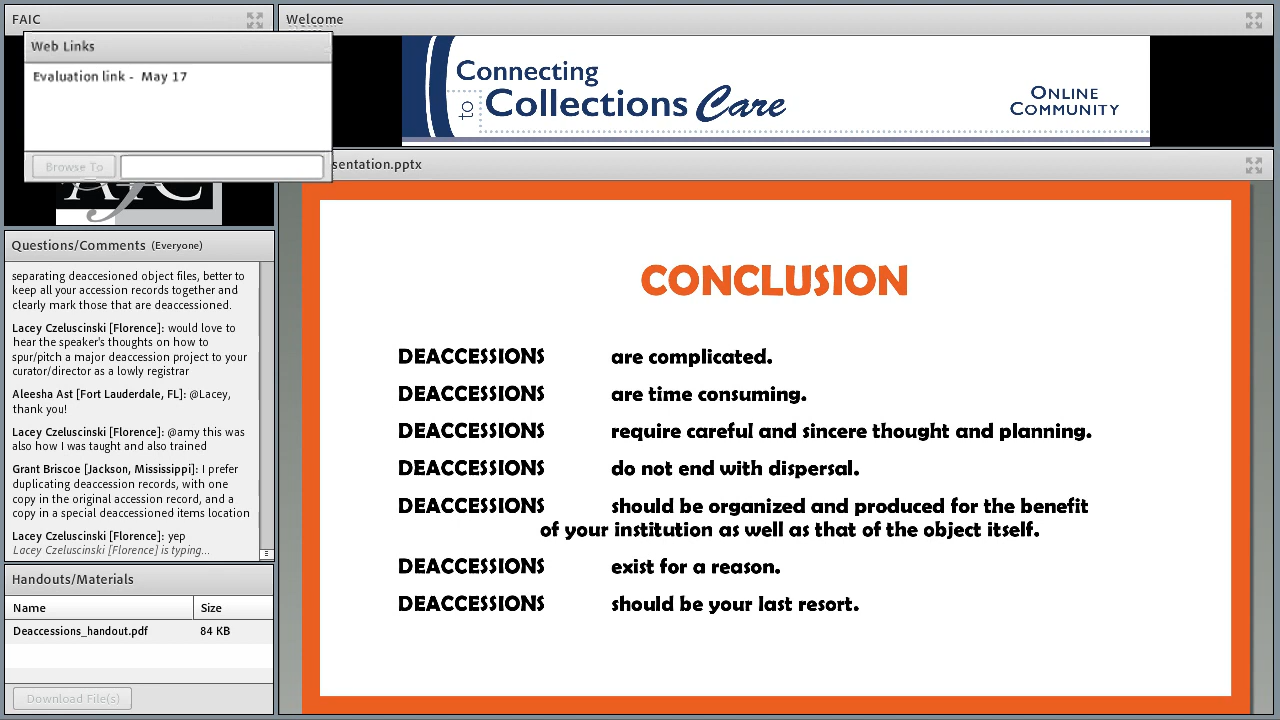 FAIC
Welcome
Web Links
Evaluation link - May 17
Browse To
Connecting
to Collections Care
ONLINE
COMMUNITY
sentation.pptx
Questions/Comments (Everyone)
separating deaccesioned object files, better to
keep all your accession records together and
clearly mark those that are deaccessioned.
Lacey Czeluscinski [Florence]: would love to
hear the speaker's thoughts on how to
spur/pitch a major deaccession project to your
curator/director as a lowly registrar
Aleesha Ast [Fort Lauderdale, FL]: @Lacey,
thank you!
Lacey Czeluscinski [Florence]: @amy this was
also how I was taught and also trained
Grant Briscoe [Jackson, Mississippi]: I prefer
duplicating deaccession records, with one
copy in the original accession record, and a
copy in a special deaccessioned items location
Lacey Czeluscinski [Florence]: yep
Lacey Czeluscinski [Florence] is typing...
Handouts/Materials
Name Size
Deaccessions_handout.pdf 84 KB
Download File(s)
CONCLUSION
DEACCESSIONS are complicated.
DEACCESSIONS are time consuming.
DEACCESSIONS require careful and sincere thought and planning.
DEACCESSIONS do not end with dispersal.
DEACCESSIONS should be organized and produced for the benefit
of your institution as well as that of the object itself.
DEACCESSIONS exist for a reason.
DEACCESSIONS should be your last resort.